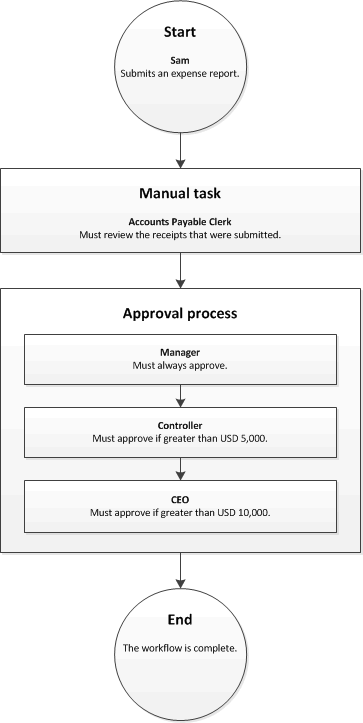 Start
Sam
Submits an expense report.
Manual task
Accounts Payable Clerk
Must review the receipts that were submitted.
Approval process
Manager
Must always approve.
Controller
Must approve if greater than USD 5,000.
CEO
Must approve if greater than USD 10,000.
End
The workflow is complete.